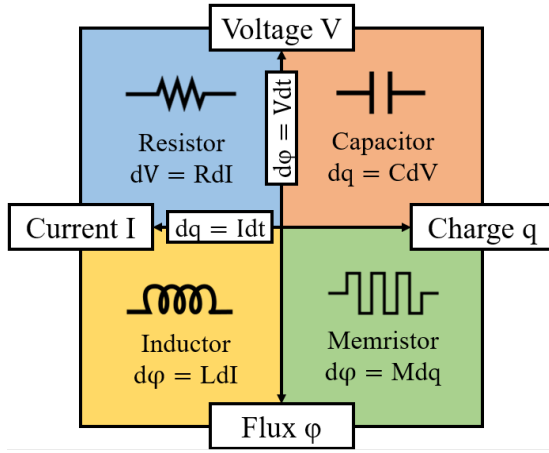 Voltage V
Resistor
dV = RdI
dφ = Vdt
Capacitor
dq = CdV
Current I
dq = Idt
Charge q
Inductor
dφ = LdI
Memristor
dφ = Mdq
Flux φ